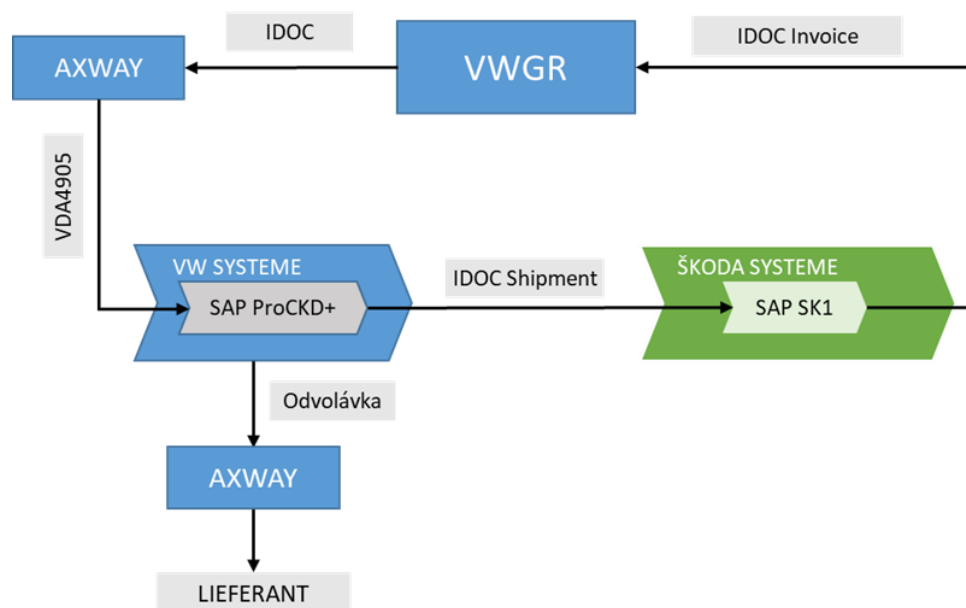 IDOC
IDOC Invoice
AXWAY
VWGR
VDA4905
VW SYSTEME
ŠKODA SYSTEME
IDOC Shipment
SAP ProCKD+
SAP SK1
Odvolávka
AXWAY
LIEFERANT